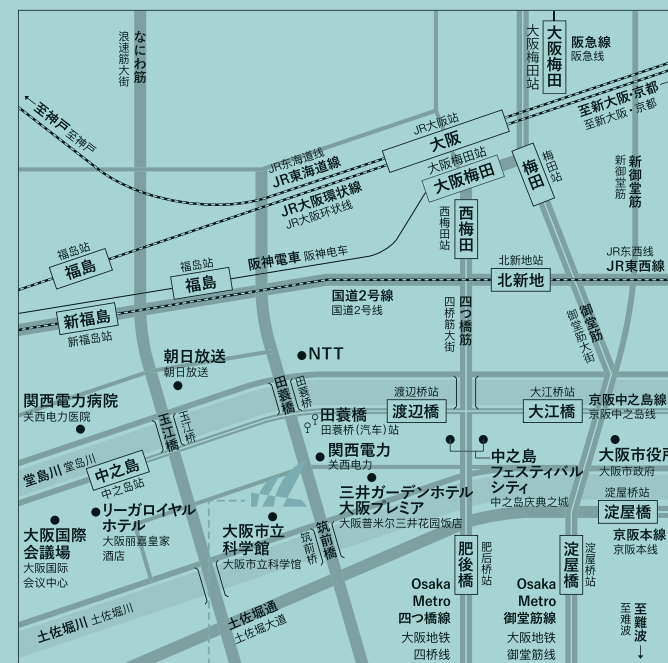 なにわ筋
浪速筋大街
大阪梅田
大阪梅田站
阪急線
阪急线
至神戸 至神戸
至新大阪・京都
至新大阪・京都
JR大阪站
大阪
JR东海道线
JR東海道線
大阪梅田站
大阪梅田
梅田
梅田站
新御堂筋
新御堂筋
JR大阪環状線
JR大阪环状线
西梅田
西梅田站
福岛站
福島
福岛站
福島
阪神電車 阪神电车
北新地站
北新地
JR东西线
JR東西線
新福島
新福岛站
国道2号線
国道2号线
四つ橋筋
四桥筋大街
御堂筋
御堂筋大街
朝日放送
朝日放送
NTT
関西電力病院
关西电力医院
玉江橋
玉江桥
田蓑橋
田蓑桥
田蓑橋
田蓑桥(汽车)站
渡辺桥站
渡辺橋
大江桥站
大江橋
京阪中之島線
京阪中之岛线
堂島川 堂岛川
中之島
中之岛站
関西電力
关西电力
中之島
フェスティバル
シティ
中之岛庆典之城
大阪市役所
大阪市政府
リーガロイヤル
ホテル
大阪丽嘉皇家
酒店
三井ガーデンホテル
大阪プレミア
大阪普米尔三井花园饭店
淀屋桥站
淀屋橋
京阪本線
京阪本线
大阪国際
会議場
大阪国际
会议中心
大阪市立
科学館
大阪市立科学馆
筑前橋
筑前桥
肥後橋
肥后桥站
淀屋橋
淀屋桥站
Osaka
Metro
四つ橋線
大阪地铁
四桥线
Osaka
Metro
御堂筋線
大阪地铁
御堂筋线
土佐堀川 土佐堀川
土佐堀通
土佐堀大道
至難波
至难波